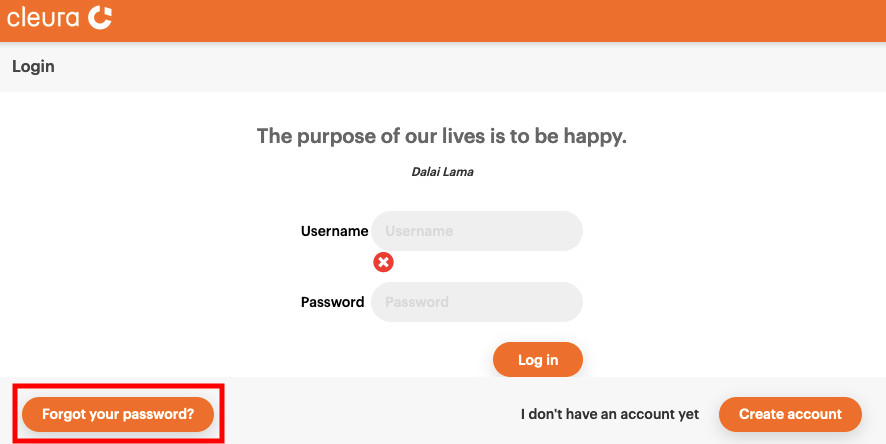 cleura
Login
The purpose of our lives is to be happy.
Dalai Lama
Username Username
Password Password
Log in
Forgot your password? I don't have an account yet Create account